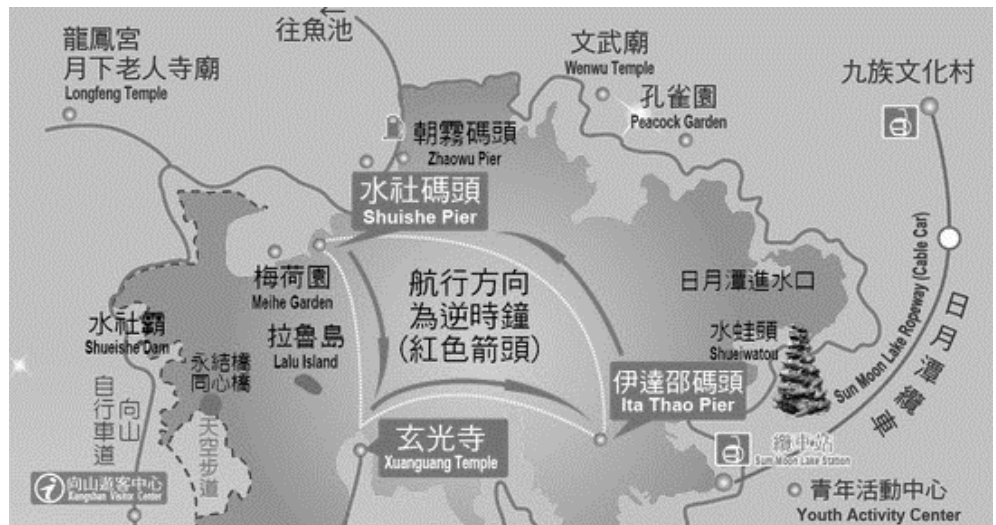 龍鳳宮
月下老人寺廟
Longfeng Temple
往魚池
文武廟
Wenwu Temple
孔雀園
Peacock Garden
九族文化村
朝霧碼頭
Zhaowu Pier
水社碼頭
Shuishe Pier
梅荷園
Meihe Garden
航行方向
為逆時鐘
(紅色箭頭)
日月潭進水口
水社霸
Shueishe Dam
拉魯島
Lalu Island
水蛙頭
Shueiwatou
永結橋
同心橋
伊達邵碼頭
Ita Thao Pier
Sun Moon Lake Ropeway (Cable Car)
日月潭纜車
向山
自行車道
天空步道
玄光寺
Xuanguang Temple
纜車站
Sun Moon Lake Station
向山遊客中心
Xiangshan Visitor Center
青年活動中心
Youth Activity Center